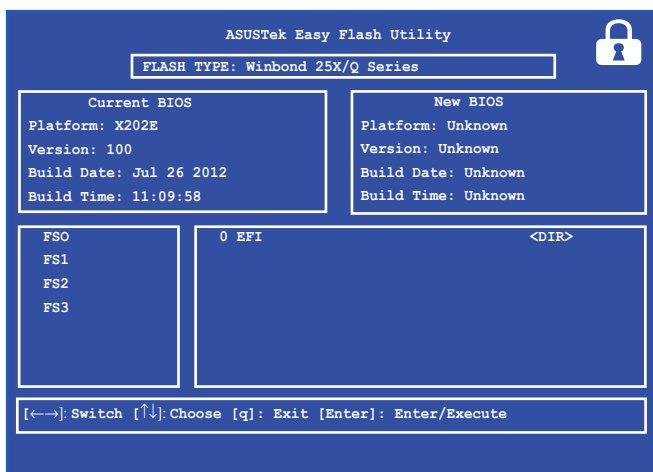 ASUSTek Easy Flash Utility
FLASH TYPE: Winbond 25X/Q Series
Current BIOS
Platform: X202E
Version: 100
Build Date: Jul 26 2012
Build Time: 11:09:58
New BIOS
Platform: Unknown
Version: Unknown
Build Date: Unknown
Build Time: Unknown
FSO
FS1
FS2
FS3
0 EFI <DIR>
[←→]: Switch [↑↓]: Choose [q]: Exit [Enter]: Enter/Execute